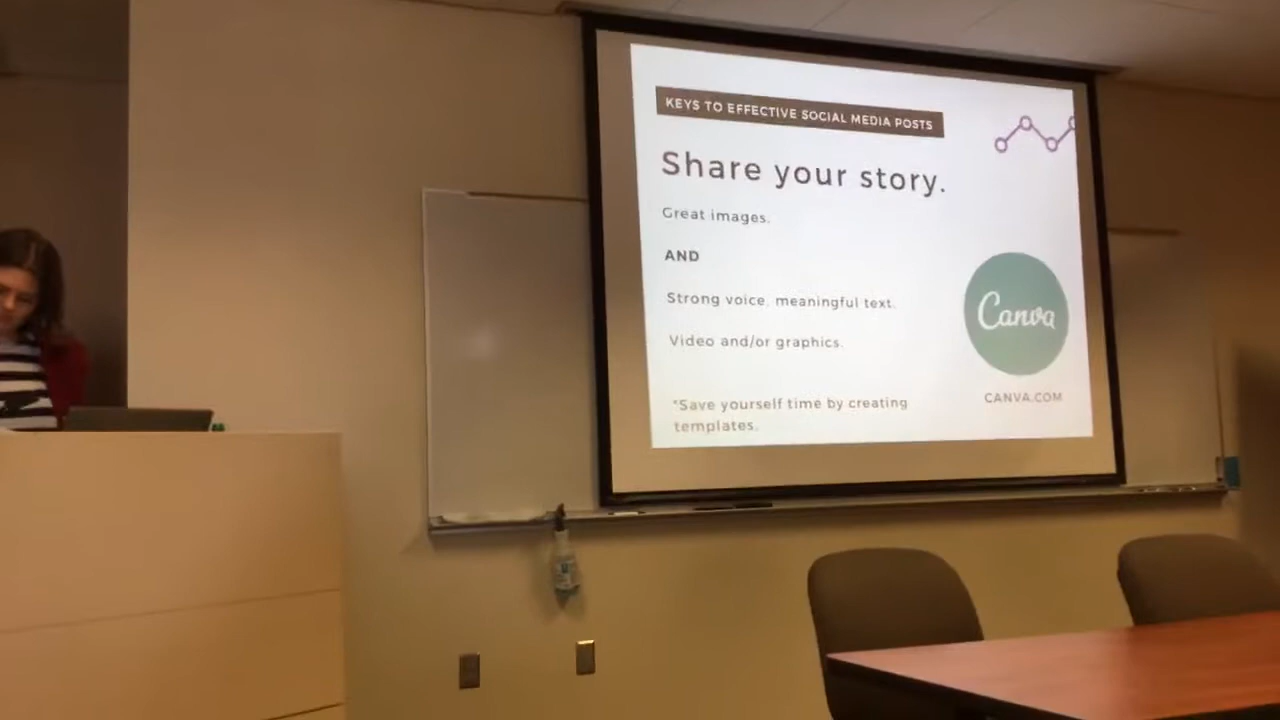 KEYS TO EFFECTIVE SOCIAL MEDIA POSTS
Share your story.
Great images.
AND
Strong voice, meaningful text.
Video and/or graphics.
Canva
CANVA.COM
*Save yourself time by creating
templates.